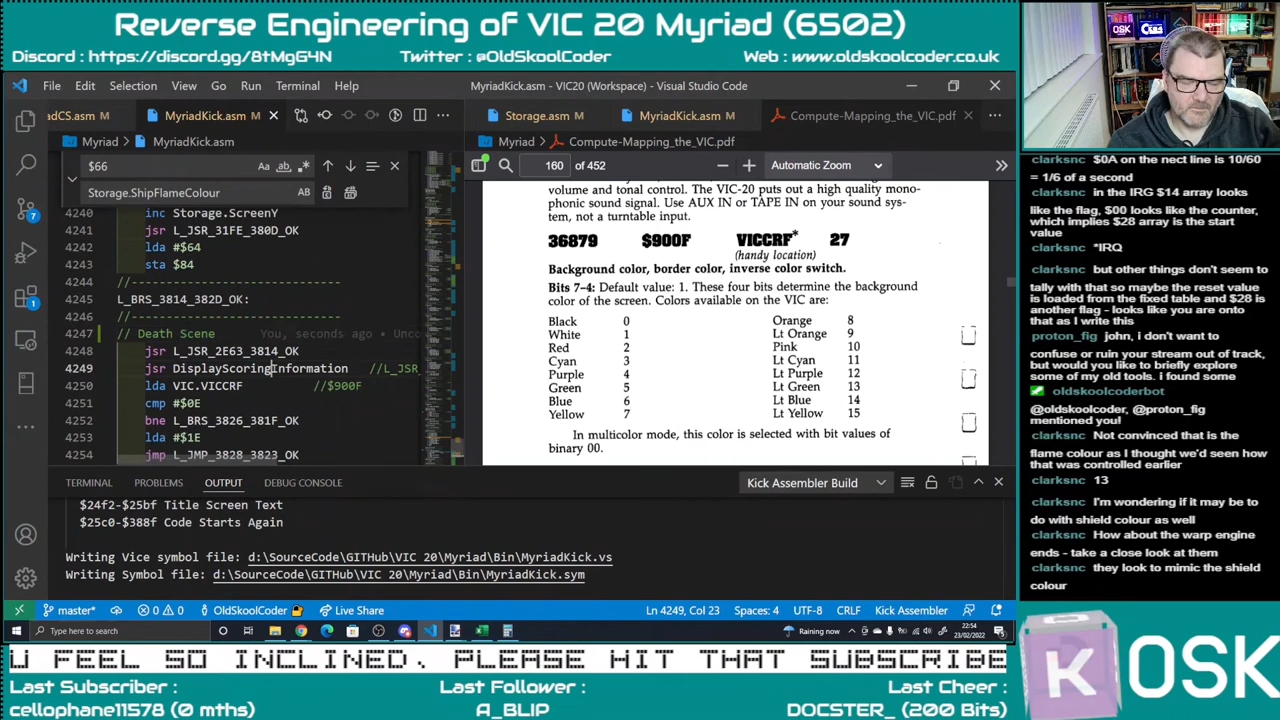 Reverse Engineering of VIC 20 Myriad (6502)
Discord : https://discord.gg/8tMgG4N
Twitter : @OldSkoolCoder
Web : www.oldskoolcoder.co.uk
File Edit Selection View Go Run Terminal Help
MyriadKick.asm - VIC20 (Workspace) - Visual Studio Code
adCS.asm M
MyriadKick.asm M
Storage.asm M
MyriadKick.asm M
Compute-Mapping_the_VIC.pdf
Myriad > MyriadKick.asm
Myriad > Compute-Mapping_the_VIC.pdf
$66
Aa ab .*
Storage.ShipFlameColour
AB
160 of 452
Automatic Zoom
4240 inc Storage.ScreenY
4241 jsr L_JSR_31FE_380D_OK
4242 lda #$64
4243 sta $84
4244 //-----------------------------------
4245 L_BRS_3814_382D_OK:
4246 //-----------------------------------
4247 // Death Scene You, seconds ago • Unco
4248 jsr L_JSR_2E63_3814_OK
4249 jsr DisplayScoringInformation //L_JSR
4250 lda VIC.VICCRF //$900F
4251 cmp #$0E
4252 bne L_BRS_3826_381F_OK
4253 lda #$1E
4254 jmp L_JMP_3828_3823_OK
volume and tonal control. The VIC-20 puts out a high quality mono-
phonic sound signal. Use AUX IN or TAPE IN on your sound sys-
tem, not a turntable input.
36879 $900F VICCRF* 27
(handy location)
Background color, border color, inverse color switch.
Bits 7–4: Default value: 1. These four bits determine the background
color of the screen. Colors available on the VIC are:
Black 0 Orange 8
White 1 Lt Orange 9
Red 2 Pink 10
Cyan 3 Lt Cyan 11
Purple 4 Lt Purple 12
Green 5 Lt Green 13
Blue 6 Lt Blue 14
Yellow 7 Lt Yellow 15
In multicolor mode, this color is selected with bit values of
binary 00.
TERMINAL PROBLEMS OUTPUT DEBUG CONSOLE
Kick Assembler Build
$24f2-$25bf Title Screen Text
$25c0-$388f Code Starts Again
Writing Vice symbol file: d:\SourceCode\GITHub\VIC 20\Myriad\Bin\MyriadKick.vs
Writing Symbol file: d:\SourceCode\GITHub\VIC 20\Myriad\Bin\MyriadKick.sym
7
1
master* 0 0 OldSkoolCoder Live Share
Ln 4249, Col 23 Spaces: 4 UTF-8 CRLF Kick Assembler
Type here to search
Raining now
22:54
23/02/2022
clarksnc: $0A on the nect line is 10/60
= 1/6 of a second
clarksnc: in the IRG $14 array looks
like the flag, $00 looks like the counter,
which implies $28 array is the start
value
clarksnc: *IRQ
clarksnc: but other things don't seem to
tally with that so maybe the reset value
is loaded from the fixed table and $28 is
another flag - looks like you are onto
that as I write this
proton_fig: john, i don't want to
confuse or ruin your stream out of track,
but would you like to briefly explore
some of my old tools. i found some
oldskoolcoderbot
@oldskoolcoder, @proton_fig
mentioned you!
clarksnc: Not convinced that is the
flame colour as I thought we'd seen how
that was controlled earlier
clarksnc: 13
clarksnc: I'm wondering if it may be to
do with shield colour as well
clarksnc: How about the warp engine
ends - take a close look at them
clarksnc: they look to mimic the shield
colour
U FEEL SO INCLINED. PLEASE HIT THAT SUBSCRIBE
K OSK
Last Subscriber :
cellophane11578 (0 mths)
Last Follower :
A_BLIP
Last Cheer :
DOCSTER_ (200 Bits)